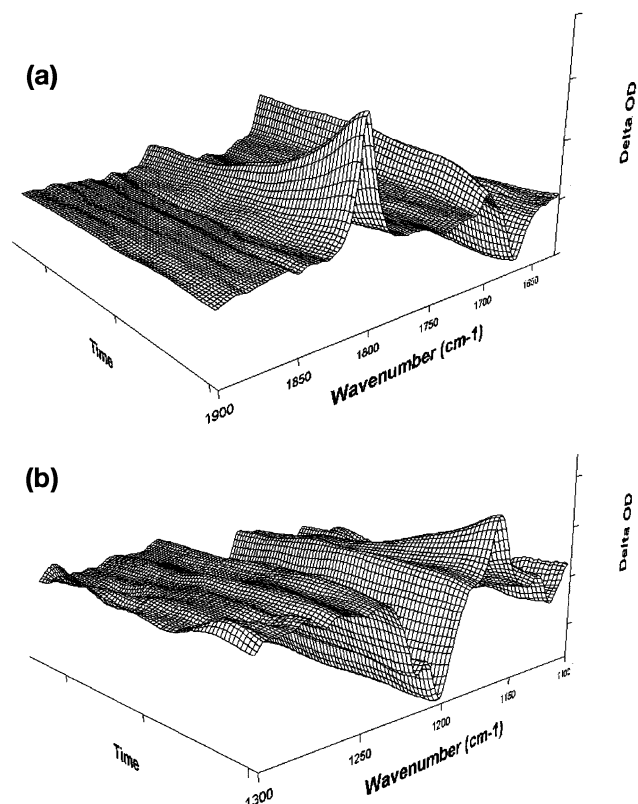 (a)
Delta OD
1650
1700
1750
1800
1850
1900
Wavenumber (cm-1)
Time
(b)
Delta OD
1100
1150
1200
1250
1300
Wavenumber (cm-1)
Time